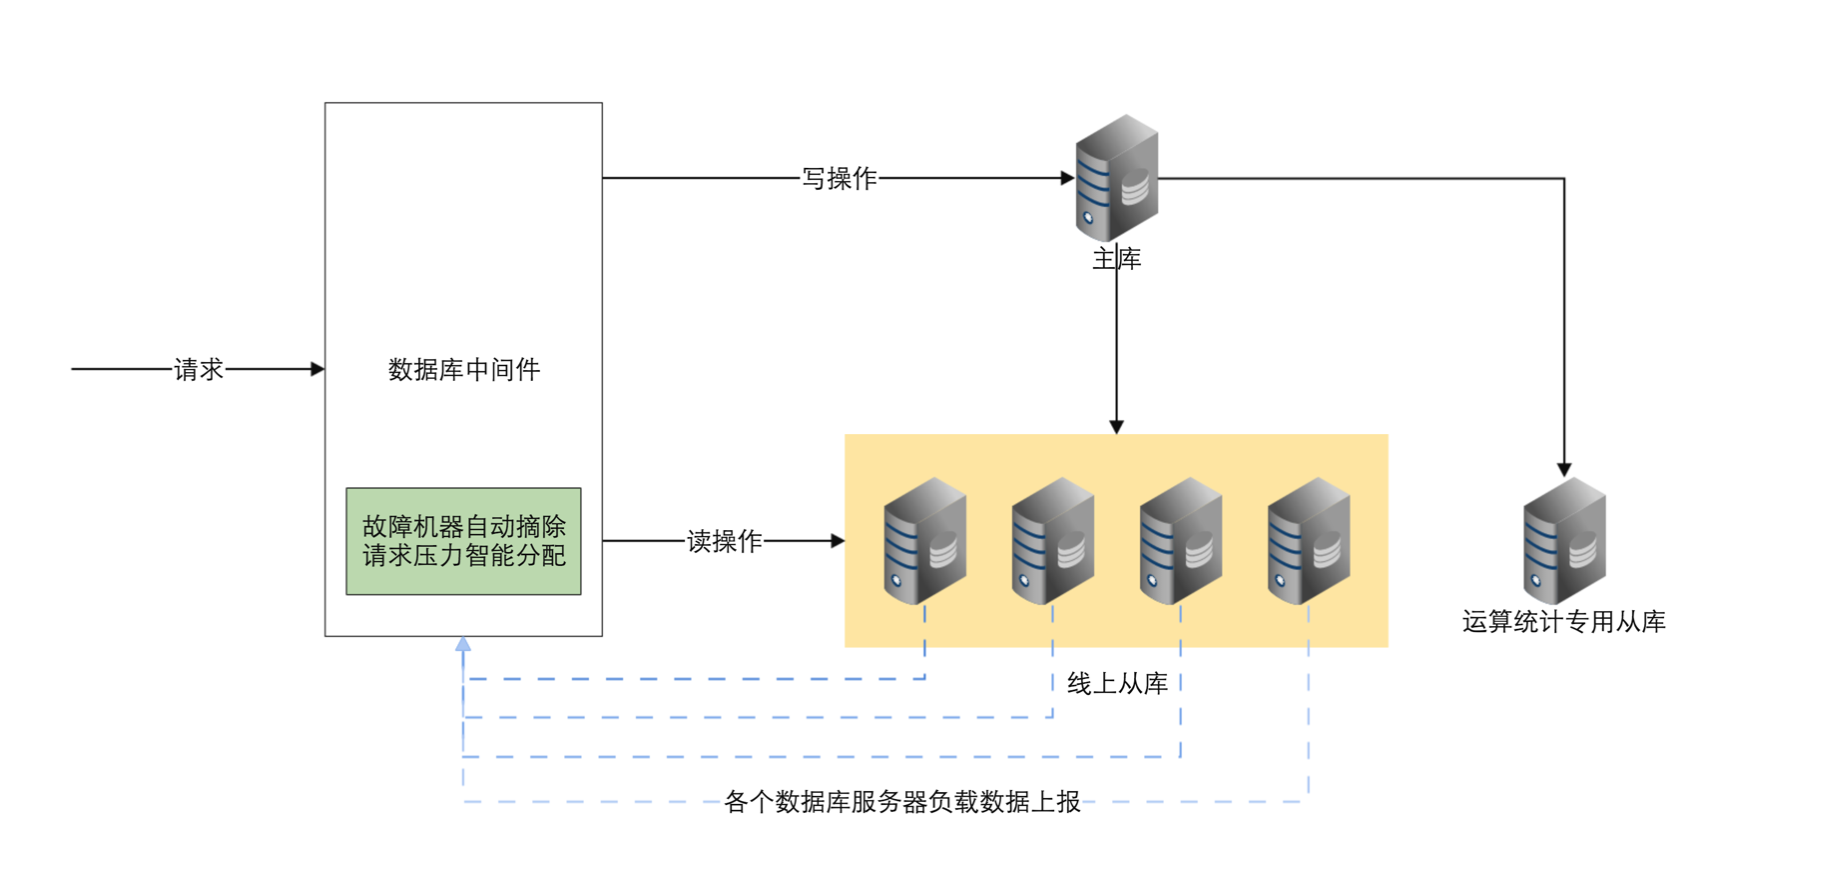 写操作
主库
请求
数据库中间件
故障机器自动摘除
请求压力智能分配
读操作
运算统计专用从库
线上从库
各个数据库服务器负载数据上报